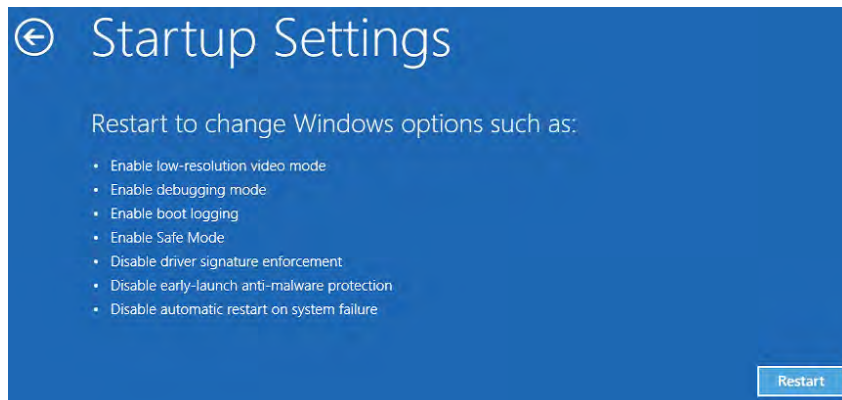 Startup Settings
Restart to change Windows options such as:
• Enable low-resolution video mode
• Enable debugging mode
• Enable boot logging
• Enable Safe Mode
• Disable driver signature enforcement
• Disable early-launch anti-malware protection
• Disable automatic restart on system failure
Restart